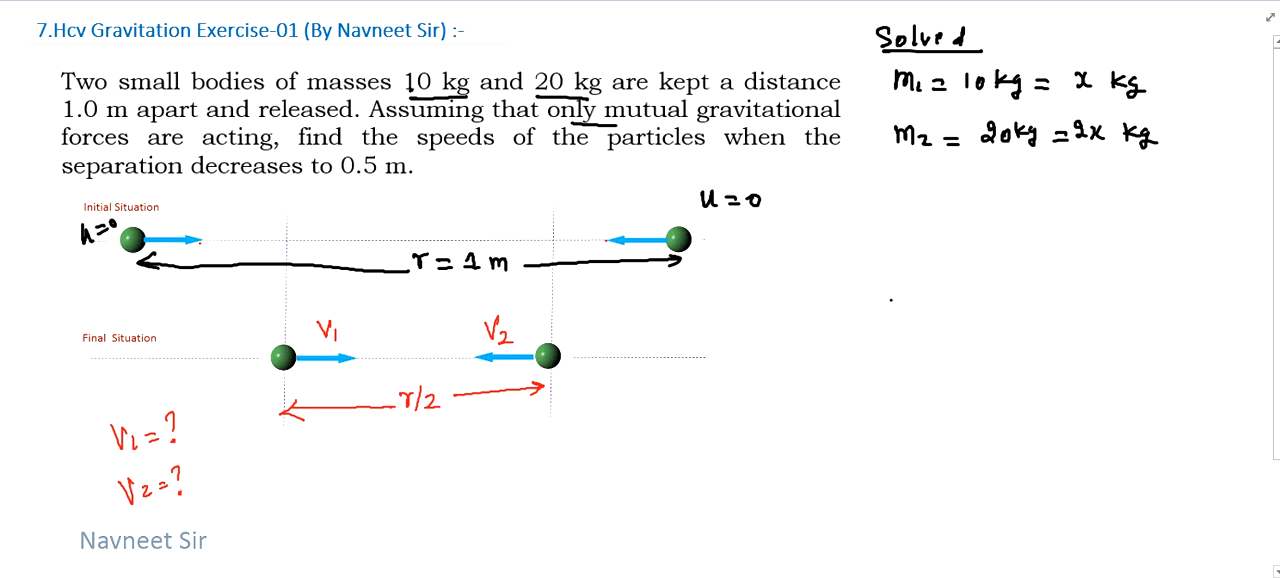 7.Hcv Gravitation Exercise-01 (By Navneet Sir) :-
Two small bodies of masses 10 kg and 20 kg are kept a distance
1.0 m apart and released. Assuming that only mutual gravitational
forces are acting, find the speeds of the particles when the
separation decreases to 0.5 m.
Solved
m₁ = 10 kg = x kg
m₂ = 20kg = 2x kg
Initial Situation
u=0
u=0
r = 1 m
Final Situation
V₁
V₂
r/2
V₁=?
V₂=?
Navneet Sir